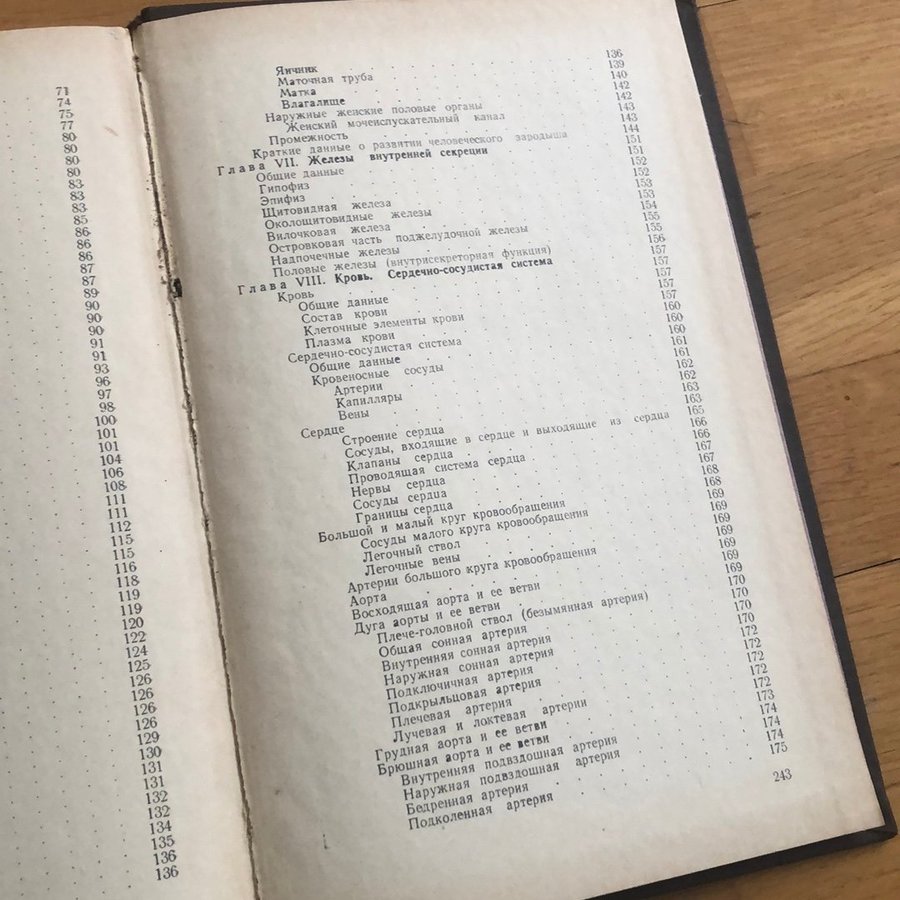 71
74
75
77
80
80
80
83
83
83
85
86
86
86
87
87
89
90
90
90
91
91
93
96
97
98
100
101
101
104
106
108
111
111
112
115
115
116
118
119
119
120
122
124
125
126
126
126
126
129
130
131
131
132
132
134
135
136
136
Яичник 136
Маточная труба 139
Матка 140
Влагалище 142
Наружные женские половые органы 142
Женский мочеиспускательный канал 143
Промежность 143
Краткие данные о развитии человеческого зародыша 144
Глава VII. Железы внутренней секреции 151
Общие данные 151
Гипофиз 152
Эпифиз 152
Щитовидная железа 153
Околощитовидные железы 153
Вилочковая железа 154
Островковая часть поджелудочной железы 155
Надпочечные железы 155
Половые железы (внутрисекреторная функция) 156
Глава VIII. Кровь. Сердечно-сосудистая система 157
Кровь 157
Общие данные 157
Состав крови 157
Клеточные элементы крови 157
Плазма крови 160
Сердечно-сосудистая система 160
Общие данные 160
Кровеносные сосуды 161
Артерии 161
Капилляры 162
Вены 162
Сердце 163
Строение сердца 163
Сосуды, входящие в сердце и выходящие из сердца 165
Клапаны сердца 166
Проводящая система сердца 166
Нервы сердца 167
Сосуды сердца 167
Границы сердца 168
Большой и малый круг кровообращения 168
Сосуды малого круга кровообращения 169
Легочный ствол 169
Легочные вены 169
Артерии большого круга кровообращения 169
Аорта 169
Восходящая аорта и ее ветви 169
Дуга аорты и ее ветви 169
Плече-головной ствол (безымянная артерия) 170
Общая сонная артерия 170
Внутренняя сонная артерия 170
Наружная сонная артерия 170
Подключичная артерия 172
Подкрыльцовая артерия 172
Плечевая артерия 172
Лучевая и локтевая артерии 172
Грудная аорта и ее ветви 172
Брюшная аорта и ее ветви 173
Внутренняя подвздошная артерия 174
Наружная подвздошная артерия 174
Бедренная артерия 174
Подколенная артерия 175
243